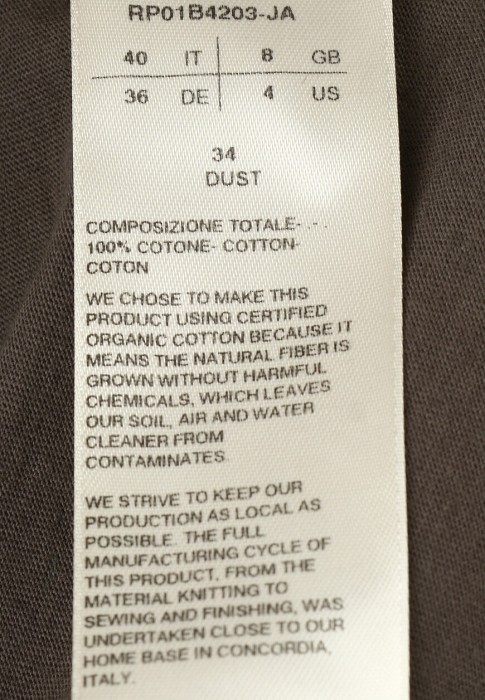 RP01B4203-JA
40 IT 8 GB
36 DE 4 US
34
DUST
COMPOSIZIONE TOTALE- - -
100% COTONE- COTTON-
COTON
WE CHOSE TO MAKE THIS
PRODUCT USING CERTIFIED
ORGANIC COTTON BECAUSE IT
MEANS THE NATURAL FIBER IS
GROWN WITHOUT HARMFUL
CHEMICALS, WHICH LEAVES
OUR SOIL, AIR AND WATER
CLEANER FROM
CONTAMINATES.
WE STRIVE TO KEEP OUR
PRODUCTION AS LOCAL AS
POSSIBLE. THE FULL
MANUFACTURING CYCLE OF
THIS PRODUCT, FROM THE
MATERIAL KNITTING TO
SEWING AND FINISHING, WAS
UNDERTAKEN CLOSE TO OUR
HOME BASE IN CONCORDIA,
ITALY.